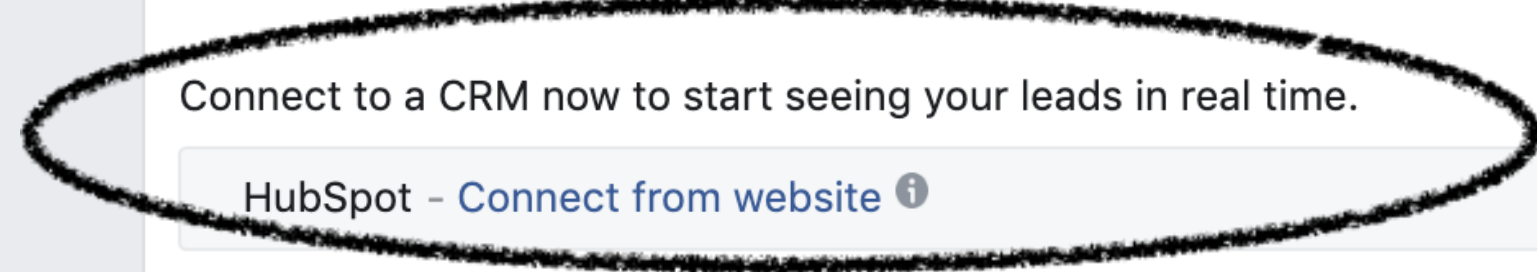 Connect to a CRM now to start seeing your leads in real time.
HubSpot - Connect from website